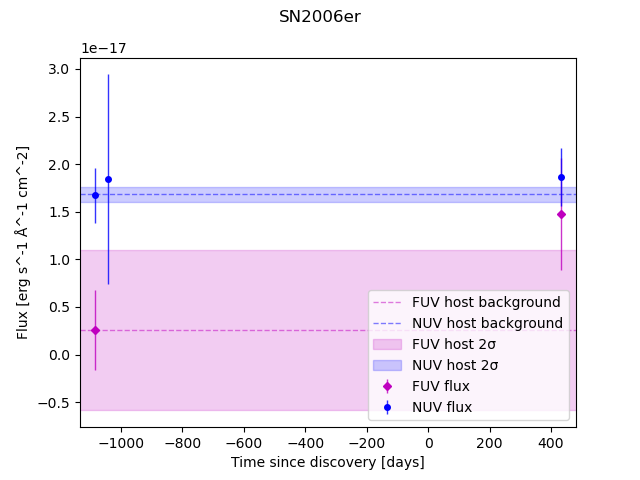 SN2006er
1e−17
3.0
2.5
2.0
1.5
1.0
0.5
0.0
−0.5
Flux [erg s^-1 Å^-1 cm^-2]
FUV host background
NUV host background
FUV host 2σ
NUV host 2σ
FUV flux
NUV flux
−1000 −800 −600 −400 −200 0 200 400
Time since discovery [days]